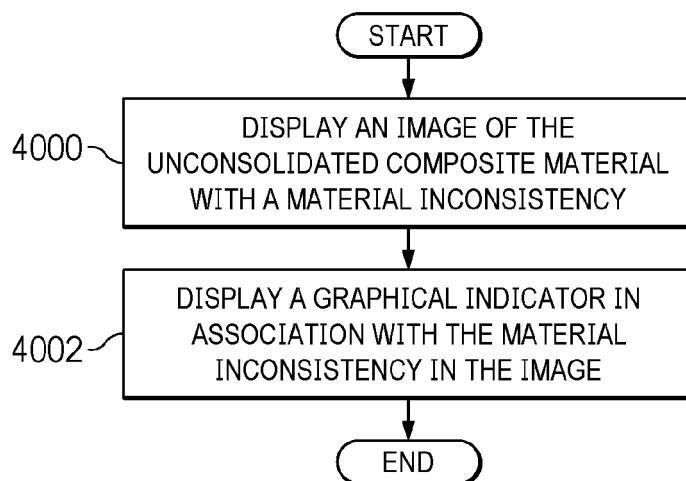 START
4000
DISPLAY AN IMAGE OF THE
UNCONSOLIDATED COMPOSITE MATERIAL
WITH A MATERIAL INCONSISTENCY
DISPLAY A GRAPHICAL INDICATOR IN
ASSOCIATION WITH THE MATERIAL
INCONSISTENCY IN THE IMAGE
4002
END